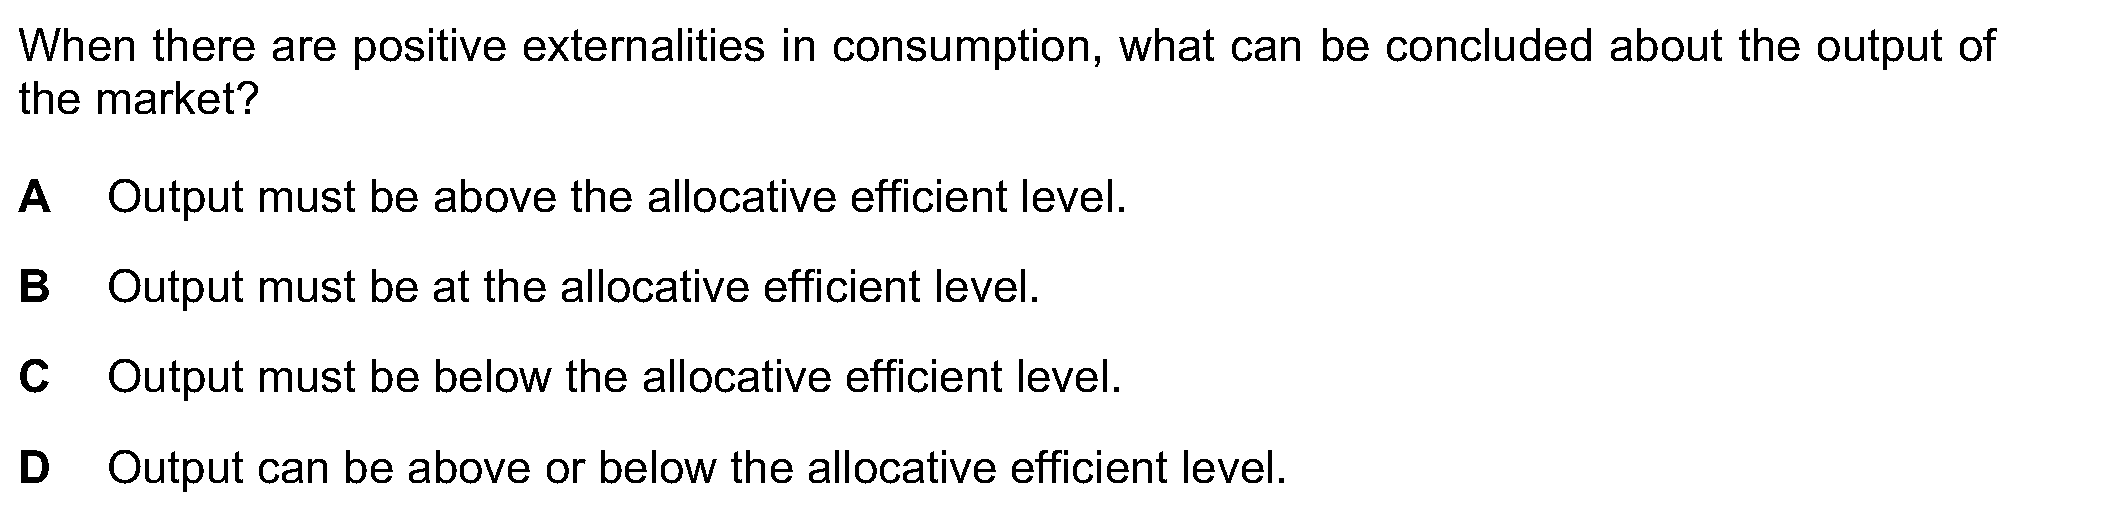 When there are positive externalities in consumption, what can be concluded about the output of
the market?
A Output must be above the allocative efficient level.
B Output must be at the allocative efficient level.
C Output must be below the allocative efficient level.
D Output can be above or below the allocative efficient level.